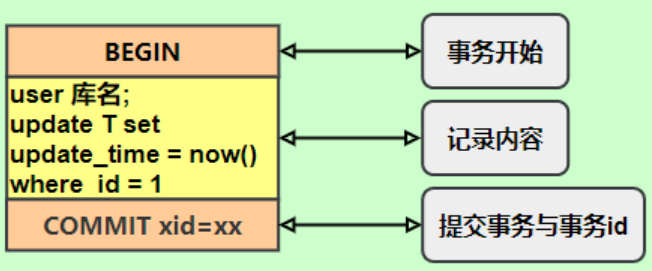 BEGIN
事务开始
user 库名;
update T set
update_time = now()
where id = 1
记录内容
COMMIT xid=xx
提交事务与事务id